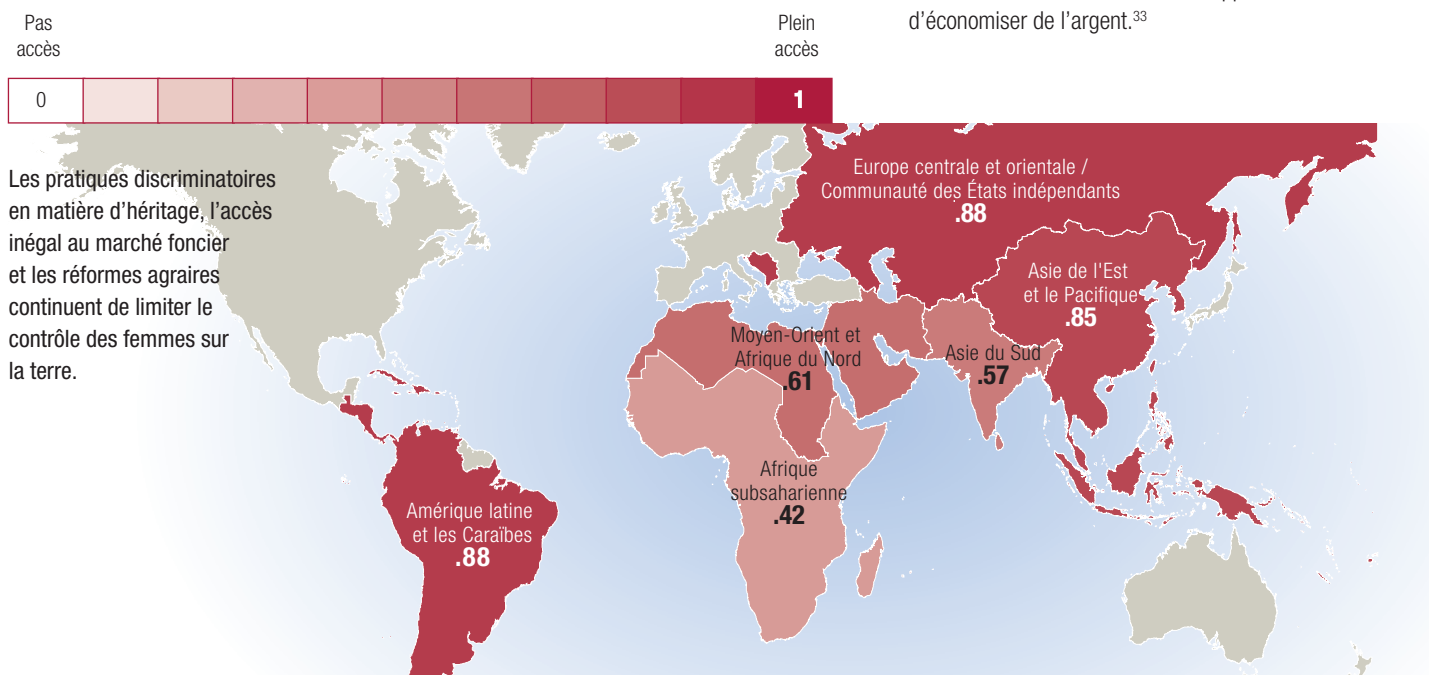 d'économiser de l'argent.³³
Pas
accès
Plein
accès
0
1
Les pratiques discriminatoires
en matière d’héritage, l’accès
inégal au marché foncier
et les réformes agraires
continuent de limiter le
contrôle des femmes sur
la terre.
Europe centrale et orientale /
Communauté des États indépendants
.88
Asie de l'Est
et le Pacifique
.85
Moyen-Orient et
Afrique du Nord
.61
Asie du Sud
.57
Afrique
subsaharienne
.42
Amérique latine
et les Caraïbes
.88